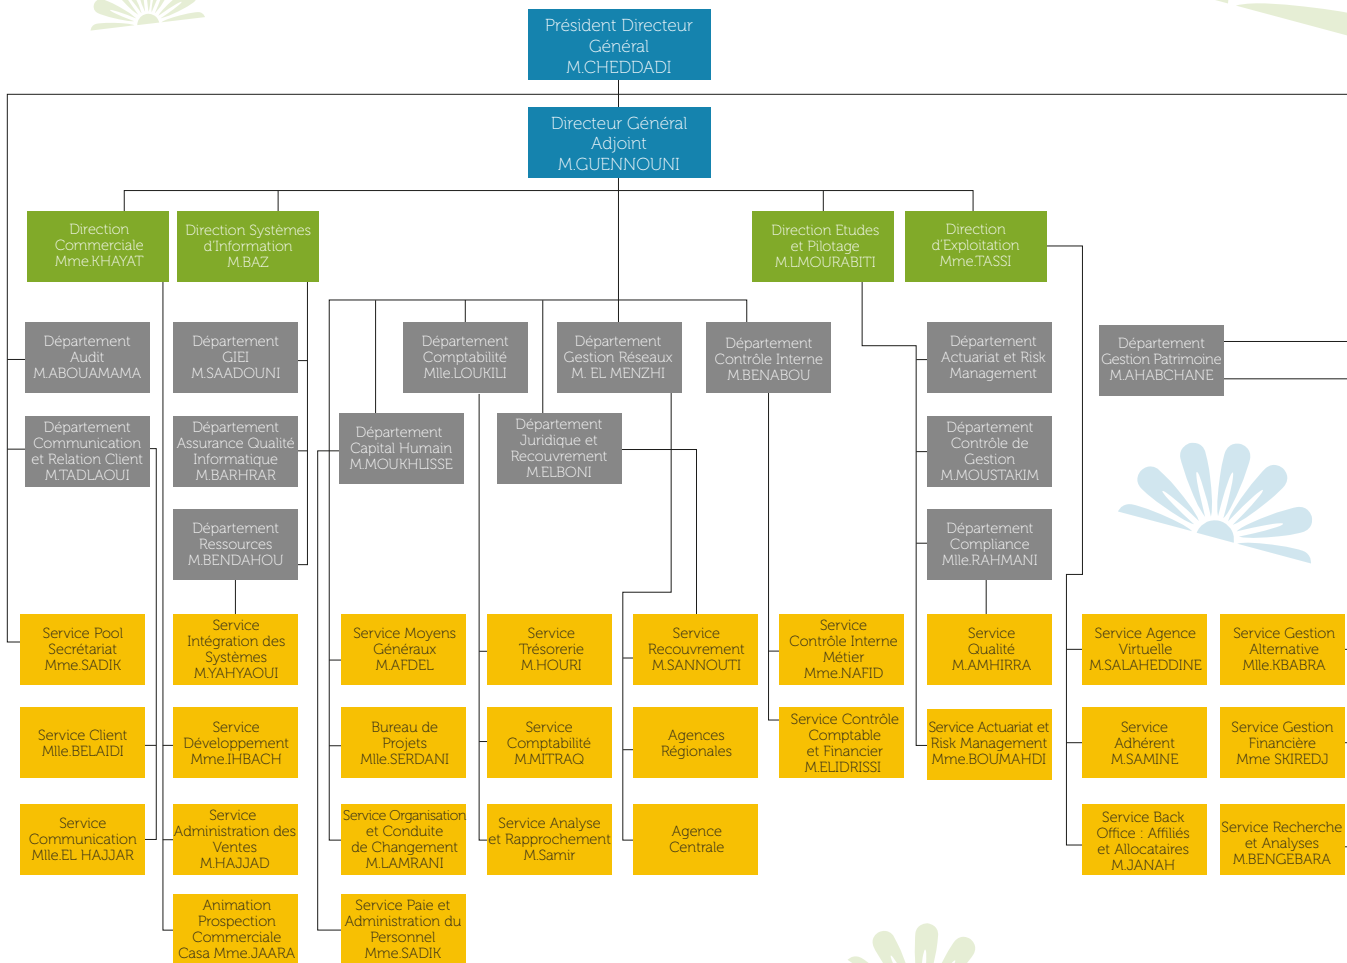 Président Directeur
Général
M.CHEDDADI
Directeur Général
Adjoint
M.GUENNOUNI
Direction
Commerciale
Mme.KHAYAT
Direction Systèmes
d'Information
M.BAZ
Direction Etudes
et Pilotage
M.LMOURABITI
Direction
d'Exploitation
Mme.TASSI
Département
Audit
M.ABOUAMAMA
Département
GIEI
M.SAADOUNI
Département
Comptabilité
Mlle.LOUKILI
Département
Gestion Réseaux
M. EL MENZHI
Département
Contrôle Interne
M.BENABOU
Département
Actuariat et Risk
Management
Département
Gestion Patrimoine
M.AHABCHANE
Département
Communication
et Relation Client
M.TADLAOUI
Département
Assurance Qualité
Informatique
M.BARHRAR
Département
Capital Humain
M.MOUKHLISSE
Département
Juridique et
Recouvrement
M.ELBONI
Département
Contrôle de
Gestion
M.MOUSTAKIM
Département
Ressources
M.BENDAHOU
Département
Compliance
Mlle.RAHMANI
Service Pool
Secrétariat
Mme.SADIK
Service
Intégration des
Systèmes
M.YAHYAOUI
Service Moyens
Généraux
M.AFDEL
Service
Trésorerie
M.HOURI
Service
Recouvrement
M.SANNOUTI
Service
Contrôle Interne
Métier
Mme.NAFID
Service
Qualité
M.AMHIRRA
Service Agence
Virtuelle
M.SALAHEDDINE
Service Gestion
Alternative
Mlle.KBABRA
Service Client
Mlle.BELAIDI
Service
Développement
Mme.IHBACH
Bureau de
Projets
Mlle.SERDANI
Service
Comptabilité
M.MITRAQ
Agences
Régionales
Service Contrôle
Comptable
et Financier
M.ELIDRISSI
Service Actuariat et
Risk Management
Mme.BOUMAHDI
Service
Adhérent
M.SAMINE
Service Gestion
Financière
Mme SKIREDJ
Service
Communication
Mlle.EL HAJJAR
Service
Administration des
Ventes
M.HAJJAD
Service Organisation
et Conduite
de Changement
M.LAMRANI
Service Analyse
et Rapprochement
M.Samir
Agence
Centrale
Service Back
Office : Affiliés
et Allocataires
M.JANAH
Service Recherche
et Analyses
M.BENGEBARA
Animation
Prospection
Commerciale
Casa Mme.JAARA
Service Paie et
Administration du
Personnel
Mme.SADIK